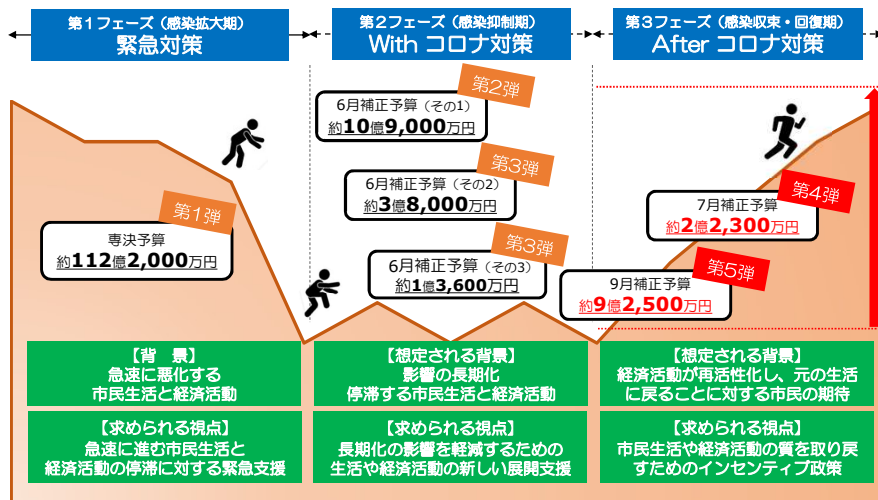 第1フェーズ（感染拡大期）
緊急対策
第２フェーズ（感染抑制期）
With コロナ対策
第３フェーズ（感染収束・回復期）
After コロナ対策
第1弾
専決予算
約112億2,000万円
第2弾
6月補正予算（その1）
約10億9,000万円
第3弾
6月補正予算（その2）
約3億8,000万円
第3弾
6月補正予算（その3）
約1億3,600万円
第4弾
7月補正予算
約2億2,300万円
第5弾
9月補正予算
約9億2,500万円
【背　景】
急速に悪化する
市民生活と経済活動
【求められる視点】
急速に進む市民生活と
経済活動の停滞に対する緊急支援
【想定される背景】
影響の長期化
停滞する市民生活と経済活動
【求められる視点】
長期化の影響を軽減するための
生活や経済活動の新しい展開支援
【想定される背景】
経済活動が再活性化し、元の生活
に戻ることに対する市民の期待
【求められる視点】
市民生活や経済活動の質を取り戻
すためのインセンティブ政策